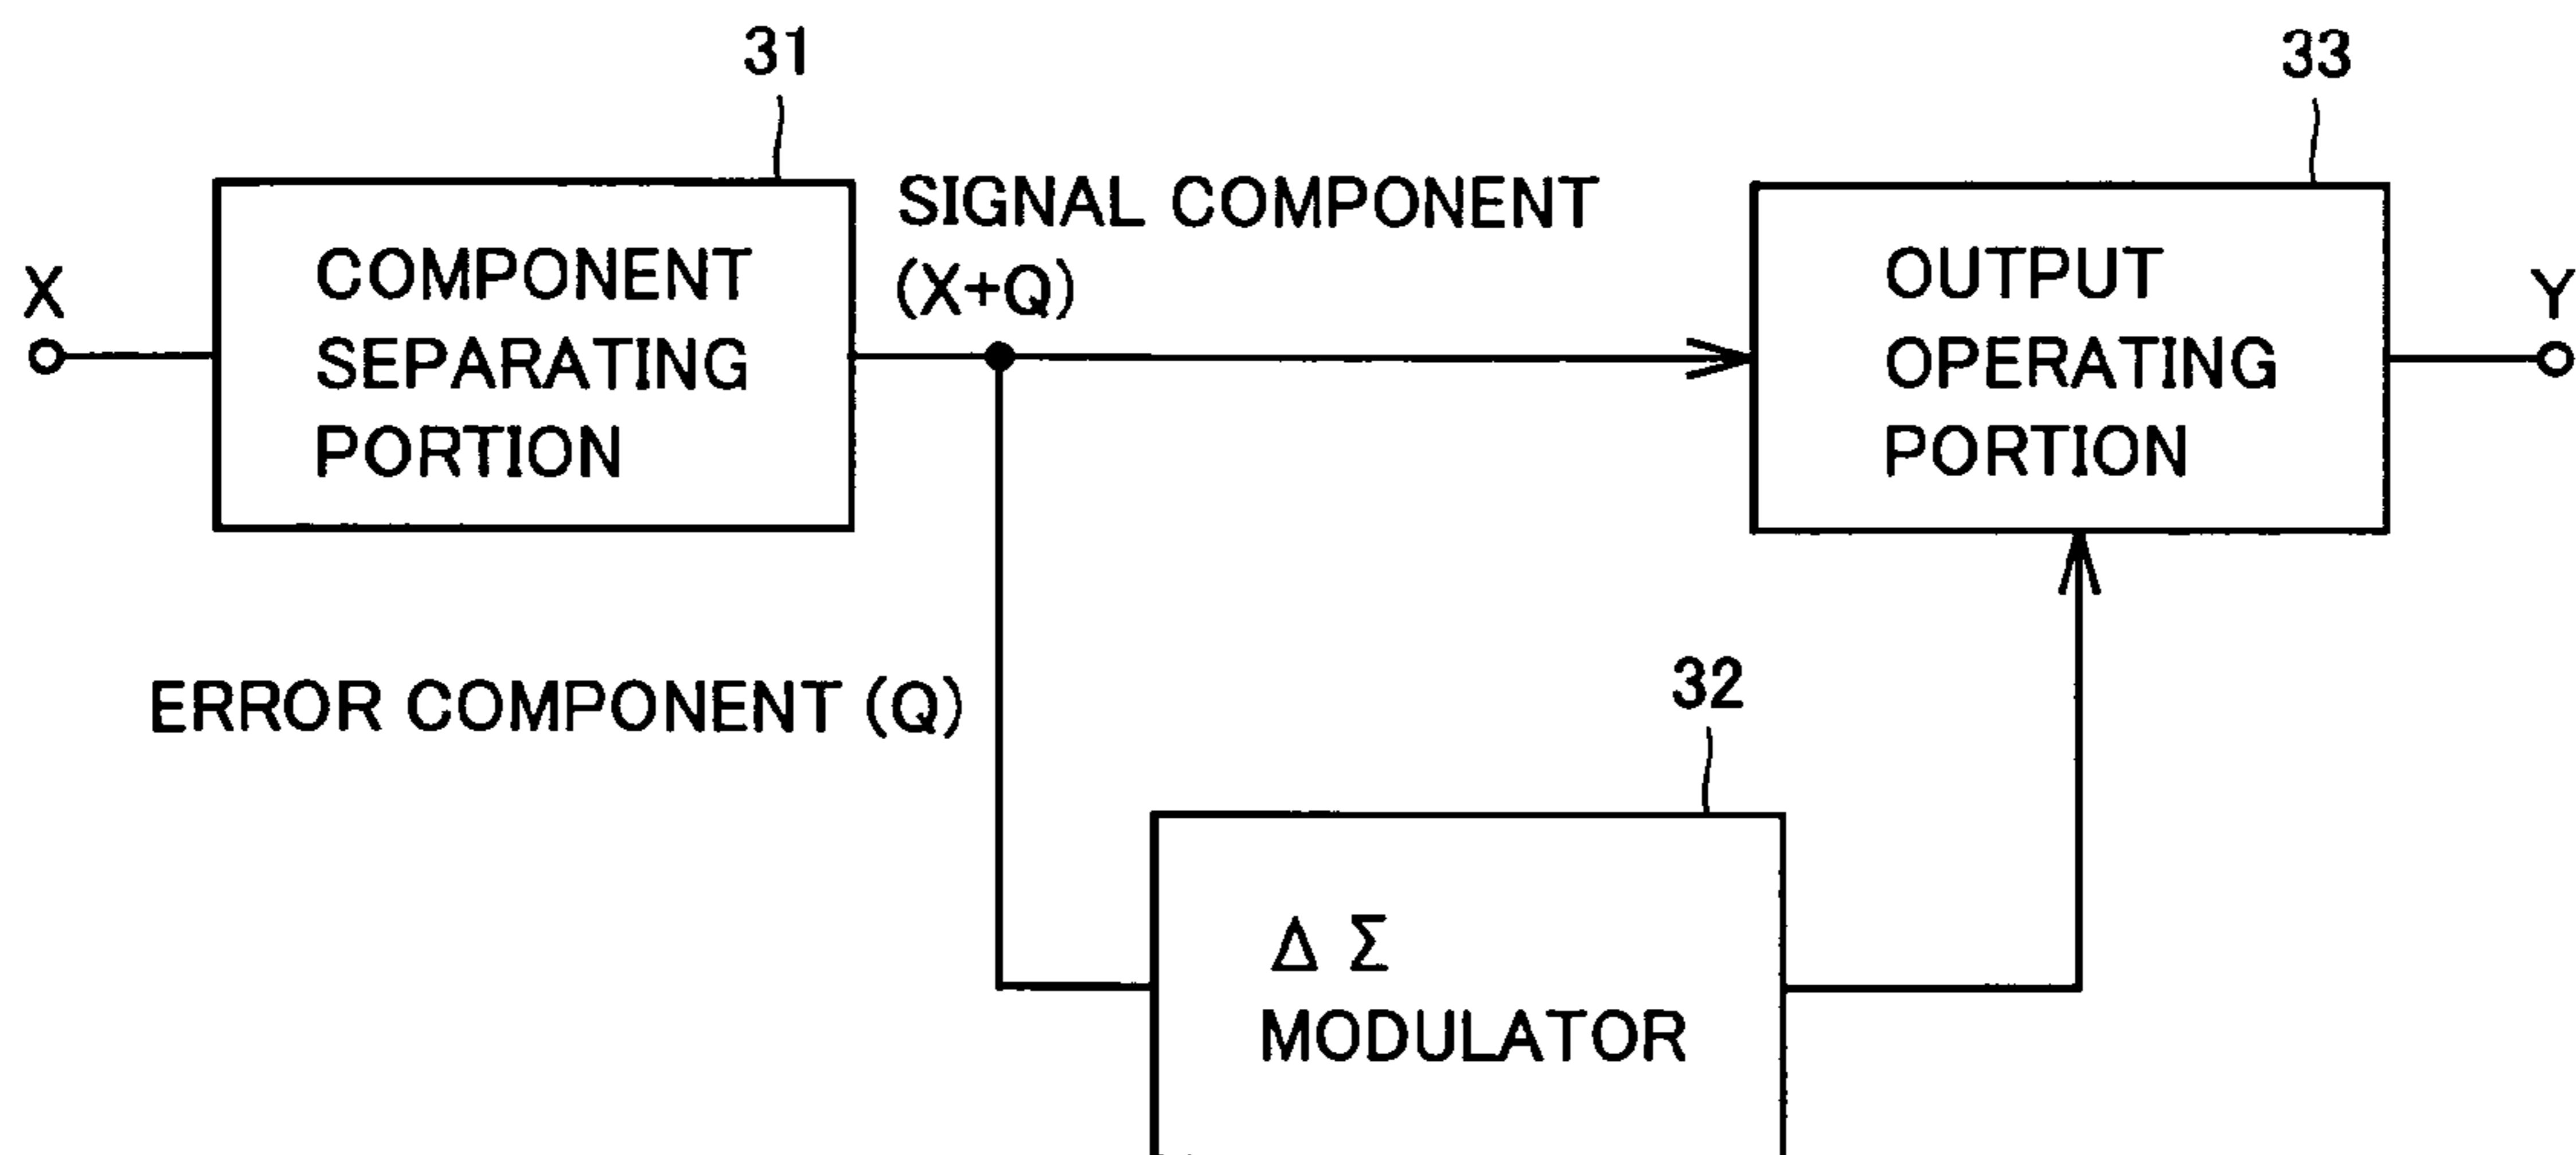 31
33
SIGNAL COMPONENT
(X+Q)
X
COMPONENT
SEPARATING
PORTION
OUTPUT
OPERATING
PORTION
Y
ERROR COMPONENT (Q)
32
Δ Σ
MODULATOR